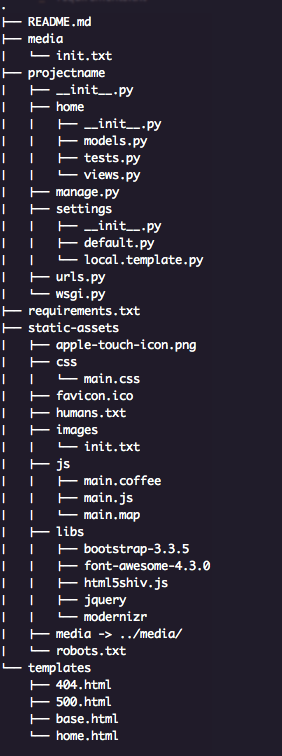 .
├── README.md
├── media
│   └── init.txt
├── projectname
│   ├── __init__.py
│   ├── home
│   │   ├── __init__.py
│   │   ├── models.py
│   │   ├── tests.py
│   │   └── views.py
│   ├── manage.py
│   ├── settings
│   │   ├── __init__.py
│   │   ├── default.py
│   │   └── local.template.py
│   ├── urls.py
│   └── wsgi.py
├── requirements.txt
├── static-assets
│   ├── apple-touch-icon.png
│   ├── css
│   │   └── main.css
│   ├── favicon.ico
│   ├── humans.txt
│   ├── images
│   │   └── init.txt
│   ├── js
│   │   ├── main.coffee
│   │   ├── main.js
│   │   └── main.map
│   ├── libs
│   │   ├── bootstrap-3.3.5
│   │   ├── font-awesome-4.3.0
│   │   ├── html5shiv.js
│   │   ├── jquery
│   │   └── modernizr
│   ├── media -> ../media/
│   └── robots.txt
└── templates
    ├── 404.html
    ├── 500.html
    ├── base.html
    └── home.html